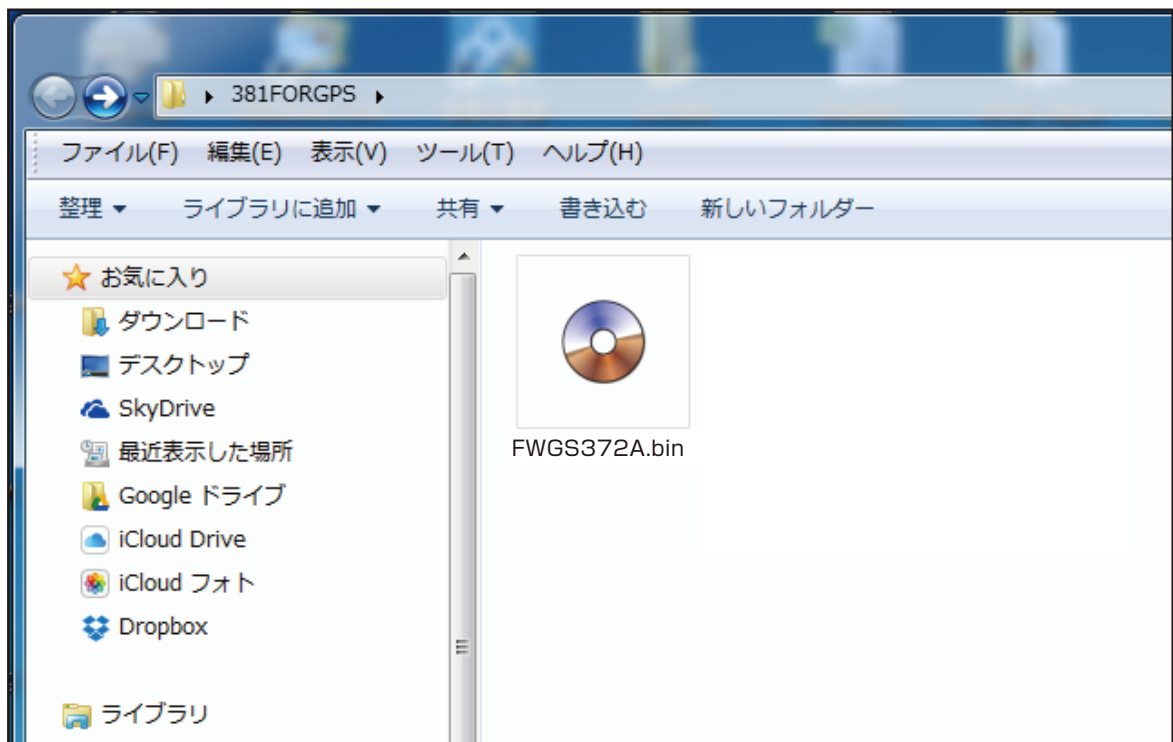 381FORGPS
ファイル(F) 編集(E) 表示(V) ツール(T) ヘルプ(H)
整理 ライブラリに追加 共有 書き込む 新しいフォルダー
お気に入り
ダウンロード
デスクトップ
SkyDrive
最近表示した場所
Google ドライブ
iCloud Drive
iCloud フォト
Dropbox
ライブラリ
FWGS372A.bin